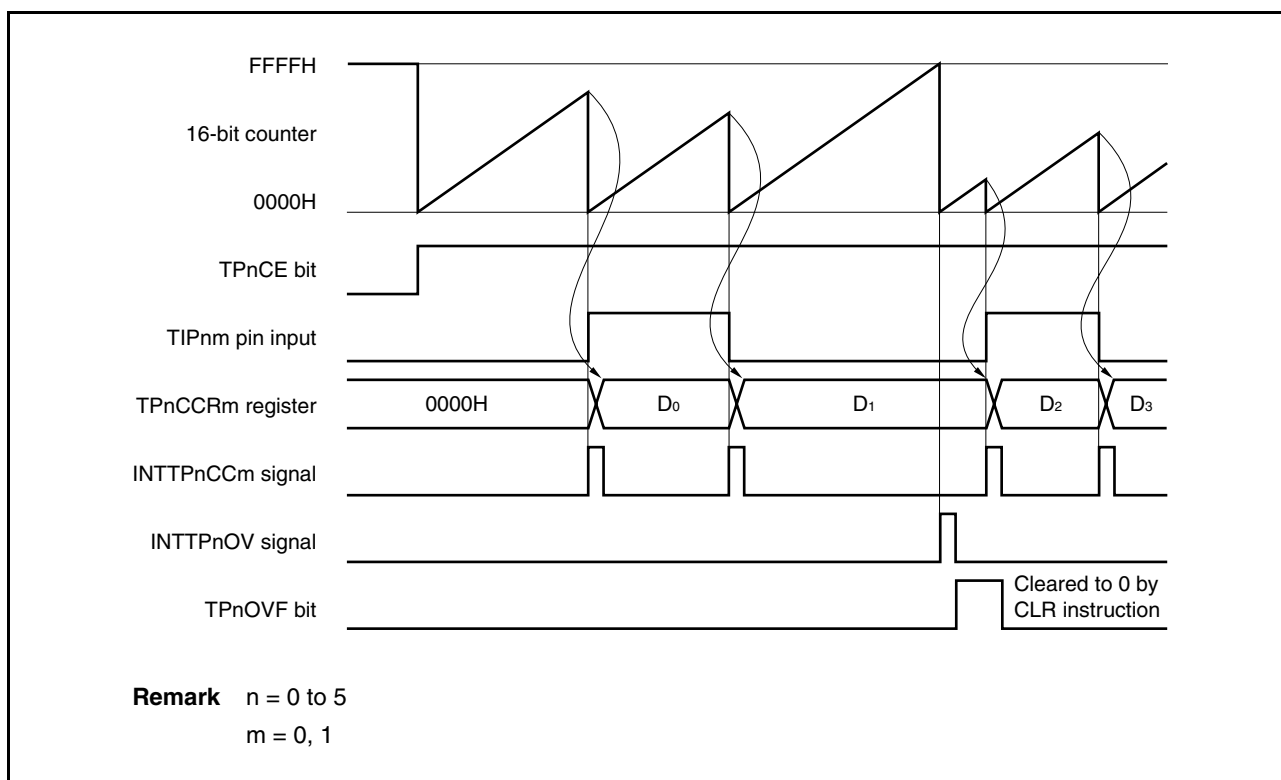 FFFFH
16-bit counter
0000H
TPnCE bit
TIPnm pin input
TPnCCRm register
0000H
D0
D1
D2
D3
INTTPnCCm signal
INTTPnOV signal
TPnOVF bit
Cleared to 0 by
CLR instruction
Remark n = 0 to 5
m = 0, 1